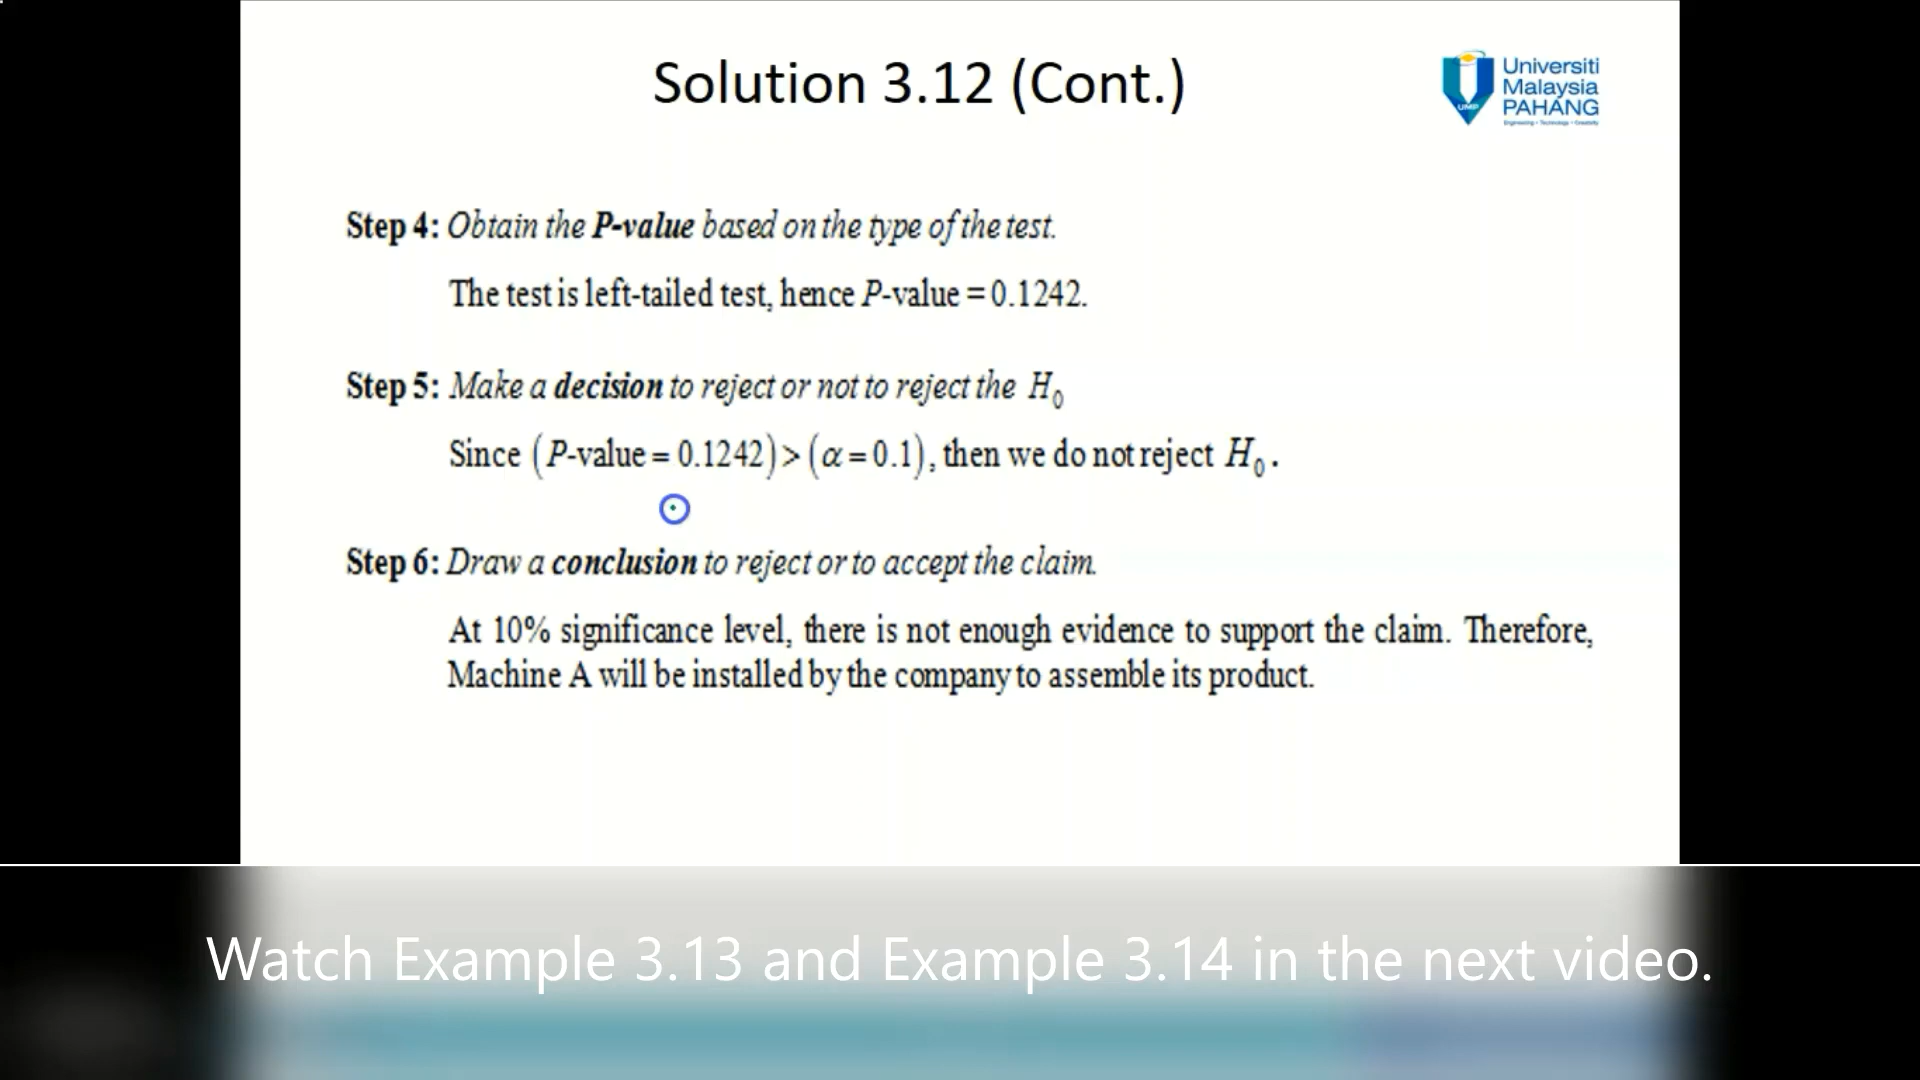 Solution 3.12 (Cont.)
Universiti
Malaysia
PAHANG
Engineering • Technology • Creativity
UMP
Step 4: Obtain the P-value based on the type of the test.
The test is left-tailed test, hence P-value = 0.1242.
Step 5: Make a decision to reject or not to reject the H₀
Since (P-value = 0.1242) > (α = 0.1), then we do not reject H₀.
Step 6: Draw a conclusion to reject or to accept the claim.
At 10% significance level, there is not enough evidence to support the claim. Therefore,
Machine A will be installed by the company to assemble its product.
Watch Example 3.13 and Example 3.14 in the next video.